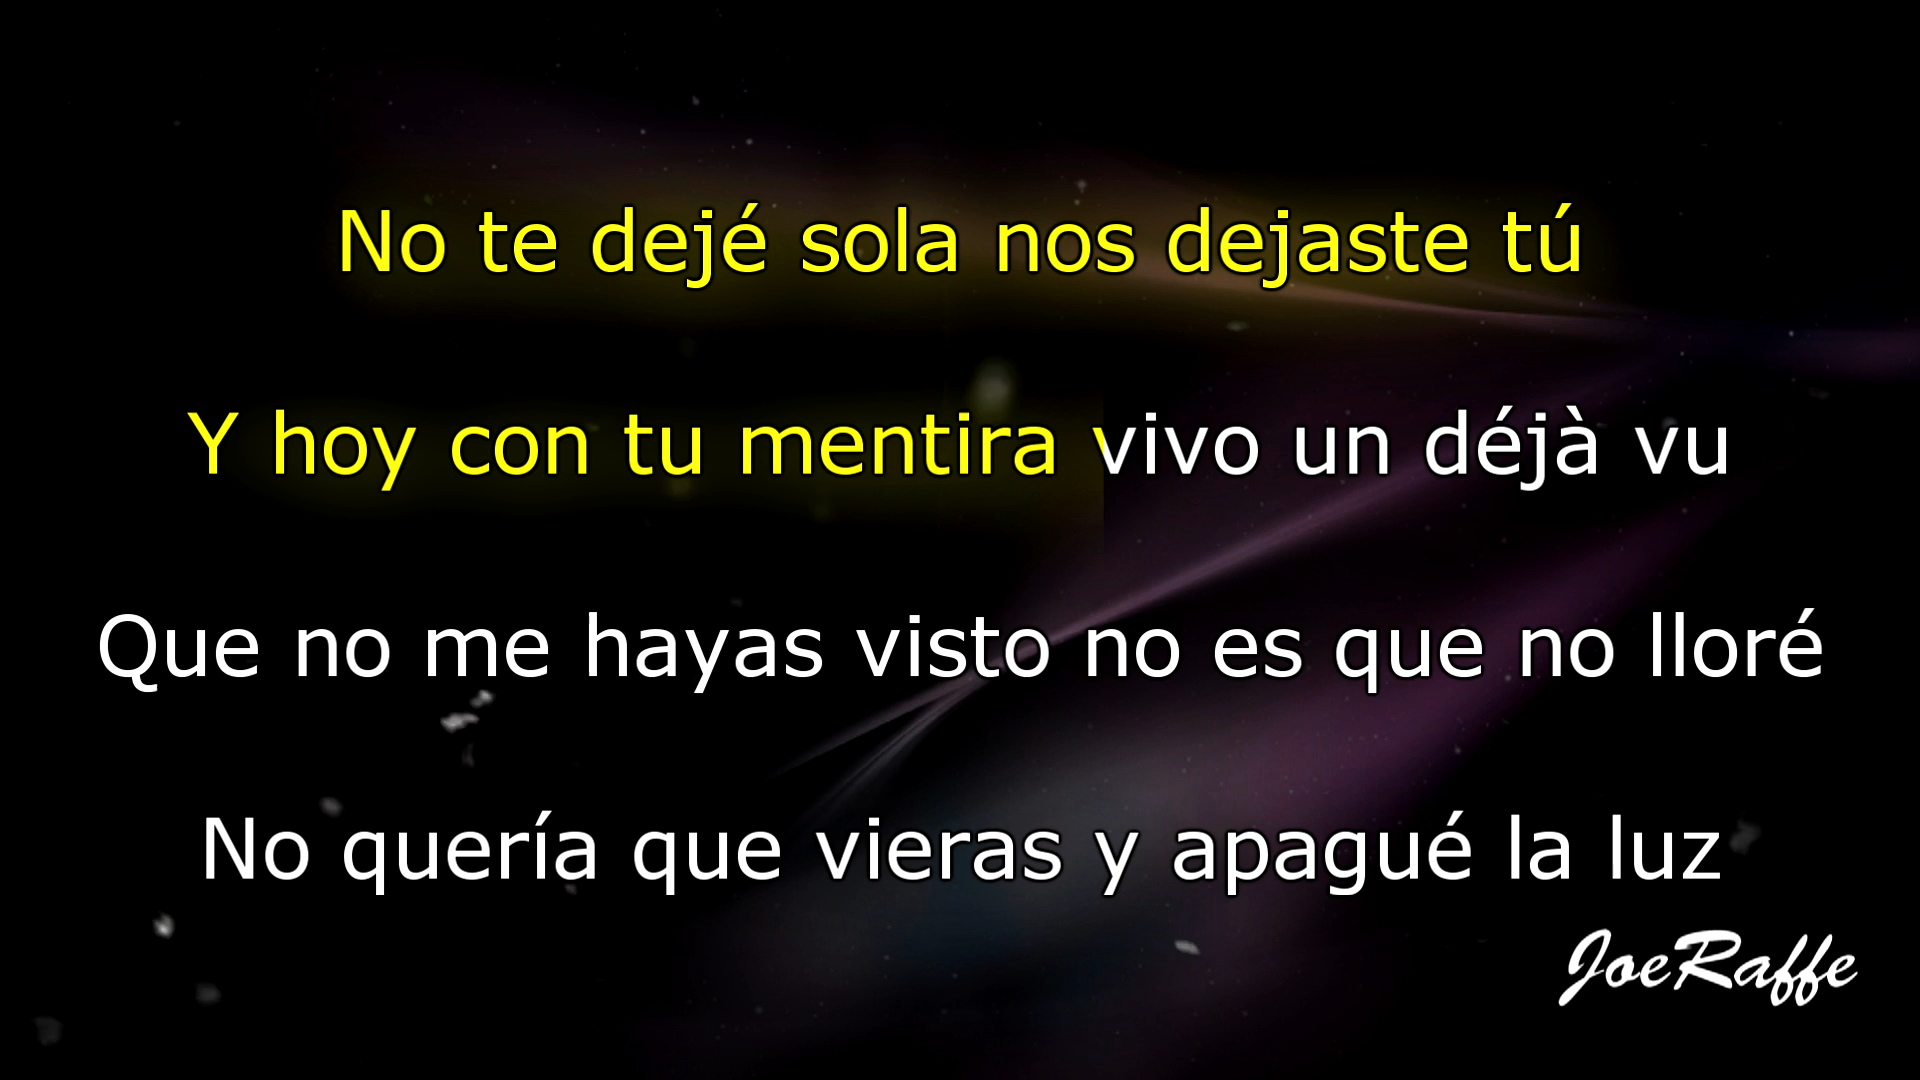 No te dejé sola nos dejaste tú
Y hoy con tu mentira vivo un déjà vu
Que no me hayas visto no es que no lloré
No quería que vieras y apagué la luz
JoeRaffe